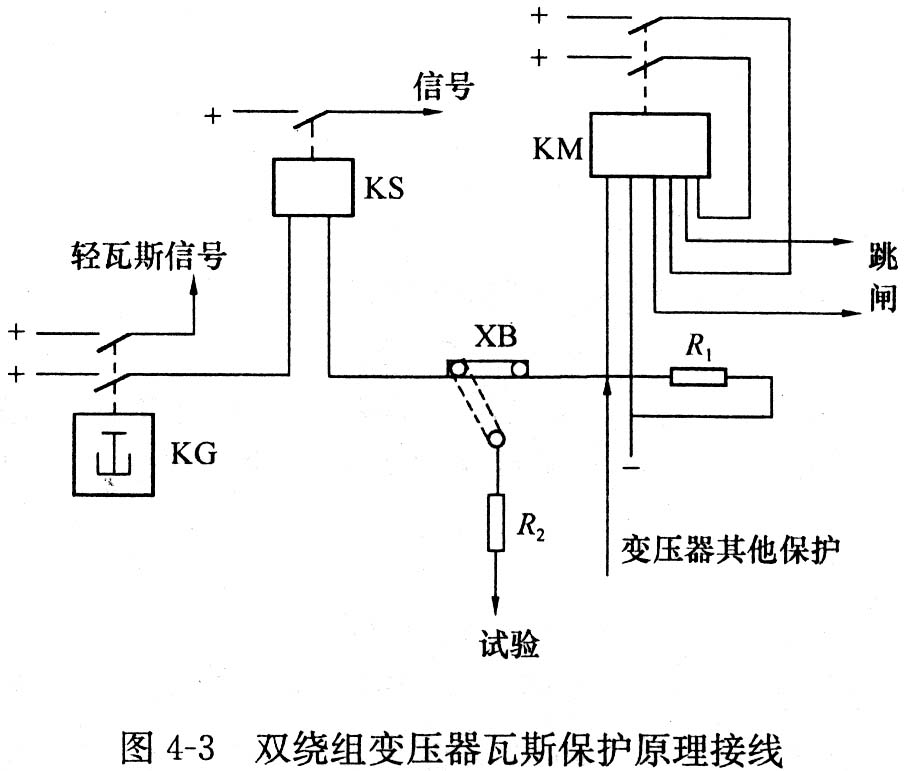 +
+
信号
+
KM
KS
轻瓦斯信号
跳
闸
+
XB
R1
+
KG
−
R2
变压器其他保护
试验
图 4-3 双绕组变压器瓦斯保护原理接线